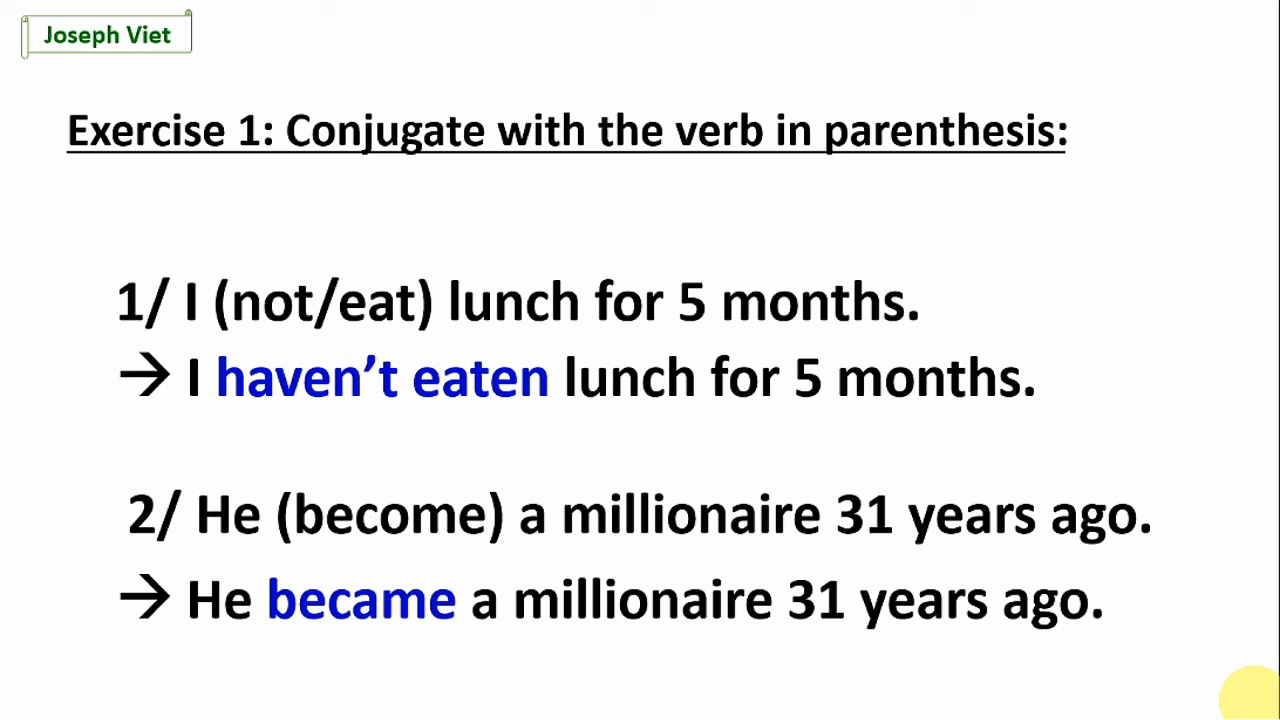 Joseph Viet
Exercise 1: Conjugate with the verb in parenthesis:
1/ I (not/eat) lunch for 5 months.
→ I haven’t eaten lunch for 5 months.
2/ He (become) a millionaire 31 years ago.
→ He became a millionaire 31 years ago.